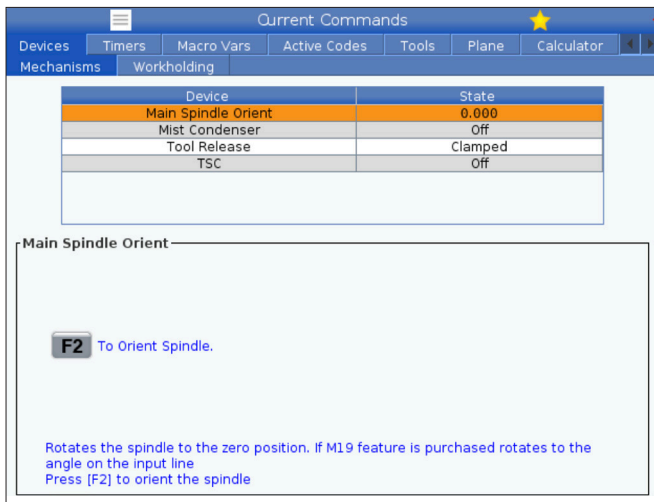 Current Commands
Devices Timers Macro Vars Active Codes Tools Plane Calculator
Mechanisms Workholding
Device State
Main Spindle Orient 0.000
Mist Condenser Off
Tool Release Clamped
TSC Off
Main Spindle Orient
F2 To Orient Spindle.
Rotates the spindle to the zero position. If M19 feature is purchased rotates to the
angle on the input line
Press [F2] to orient the spindle